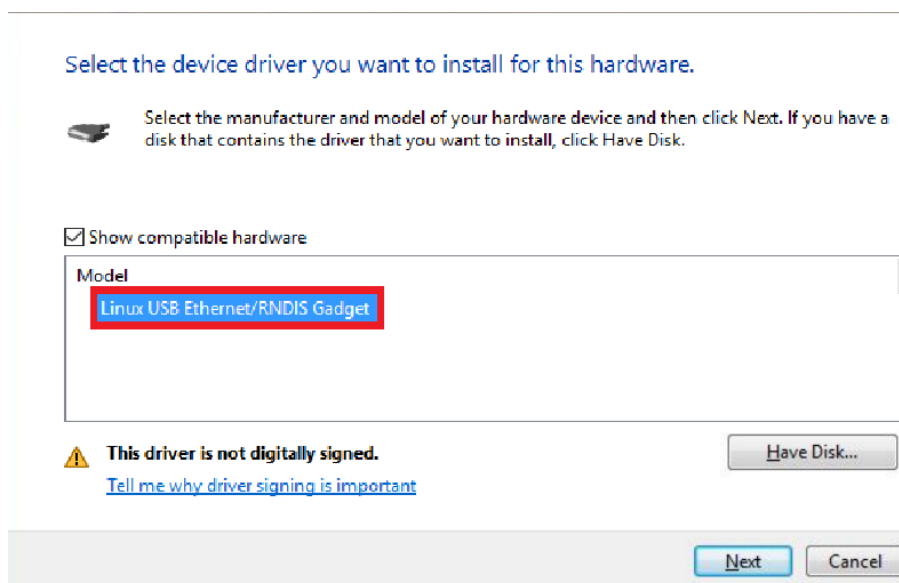 Select the device driver you want to install for this hardware.
Select the manufacturer and model of your hardware device and then click Next. If you have a
disk that contains the driver that you want to install, click Have Disk.
Show compatible hardware
Model
Linux USB Ethernet/RNDIS Gadget
This driver is not digitally signed.
Have Disk...
Tell me why driver signing is important
Next
Cancel